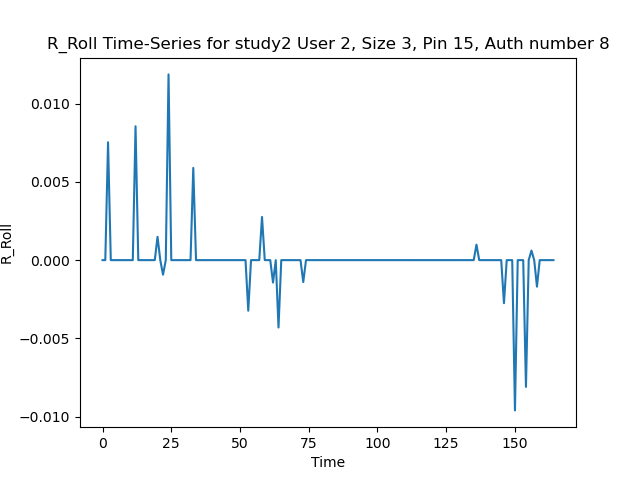 R_Roll Time-Series for study2 User 2, Size 3, Pin 15, Auth number 8
0.010
0.005
0.000
−0.005
−0.010
R_Roll
0 25 50 75 100 125 150
Time